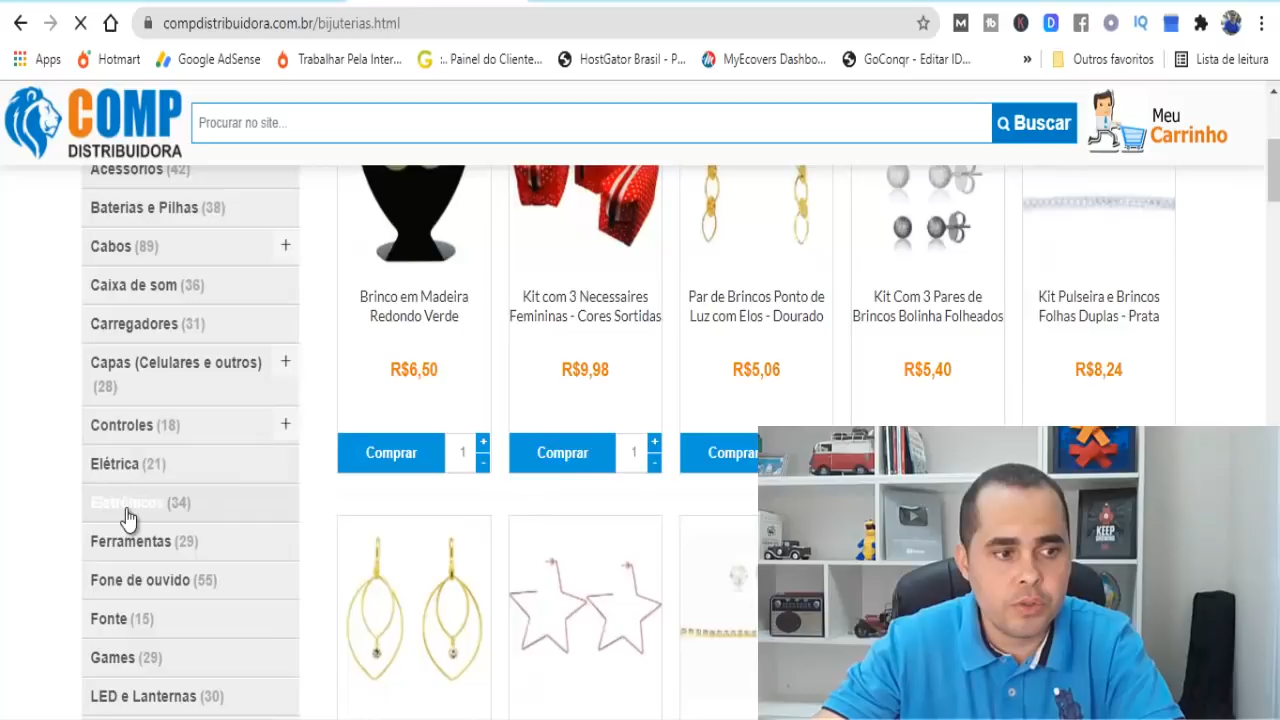 compdistribuidora.com.br/bijuterias.html
Apps Hotmart Google AdSense Trabalhar Pela Inter... :. Painel do Cliente... HostGator Brasil - P... MyEcovers Dashbo... GoConqr - Editar ID... » Outros favoritos Lista de leitura
COMP
DISTRIBUIDORA
Procurar no site...
Buscar
Meu
Carrinho
Acessórios (42)
Baterias e Pilhas (38)
Cabos (89) +
Caixa de som (36)
Carregadores (31)
Capas (Celulares e outros) +
(28)
Controles (18) +
Elétrica (21)
Eletrônicos (34)
Ferramentas (29)
Fone de ouvido (55)
Fonte (15)
Games (29)
LED e Lanternas (30)
Brinco em Madeira
Redondo Verde
R$6,50
Comprar 1 + -
Kit com 3 Necessaires
Femininas - Cores Sortidas
R$9,98
Comprar 1 + -
Par de Brincos Ponto de
Luz com Elos - Dourado
R$5,06
Comprar
Kit Com 3 Pares de
Brincos Bolinha Folheados
R$5,40
Kit Pulseira e Brincos
Folhas Duplas - Prata
R$8,24
KEEP